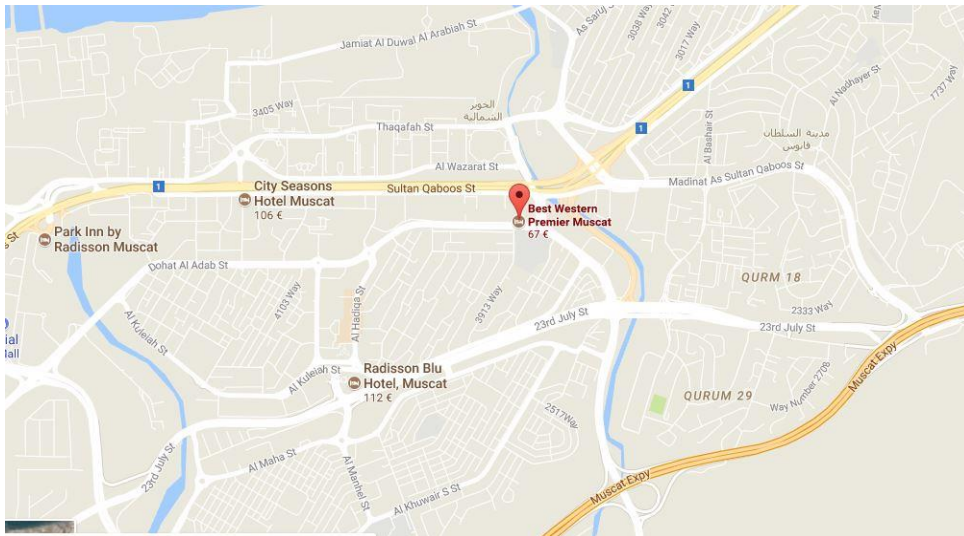 Jamiat Al Duwal Al Arabiah St
As Saruj St
3038 Way
3042
3017 Way
Al Nadhayer St
7737 Way
1
3405 Way
الخوير
الشمالية
Thaqafah St
1
Al Bashair St
مدينة السلطان
قابوس
Al Wazarat St
Madinat As Sultan Qaboos St
1
City Seasons
Hotel Muscat
106 €
Sultan Qaboos St
Best Western
Premier Muscat
67 €
Park Inn by
Radisson Muscat
Dohat Al Adab St
QURM 18
4103 Way
Al Hadiqa St
3913 Way
2333 Way
23rd July St
23rd July St
Al Kuleiah St
Muscat Expy
Radisson Blu
Hotel, Muscat
112 €
Al Kuleiah St
QURUM 29
Way Number 2708
2517Way
23rd July St
Al Maha St
Al Manhel St
Al Khuwair S St
Muscat Expy